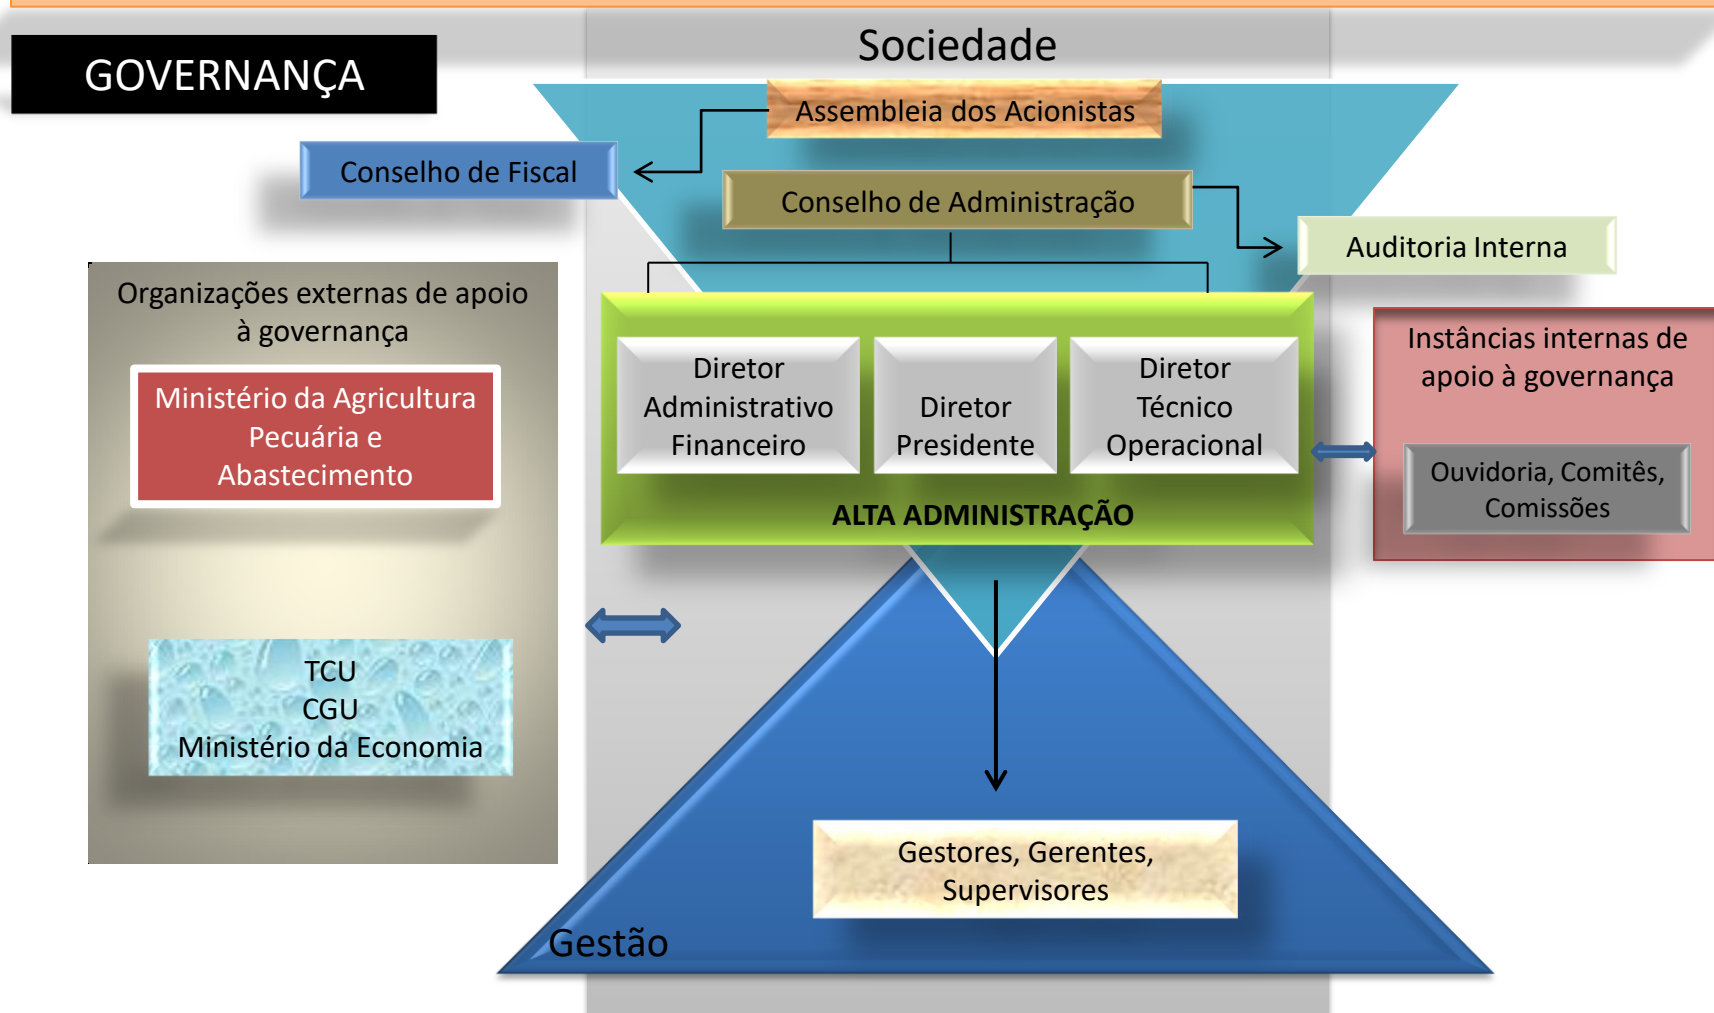 Sociedade
GOVERNANÇA
Assembleia dos Acionistas
Conselho de Fiscal
Conselho de Administração
Auditoria Interna
Organizações externas de apoio
à governança
Ministério da Agricultura
Pecuária e
Abastecimento
TCU
CGU
Ministério da Economia
Diretor
Administrativo
Financeiro
Diretor
Presidente
Diretor
Técnico
Operacional
ALTA ADMINISTRAÇÃO
Instâncias internas de
apoio à governança
Ouvidoria, Comitês,
Comissões
Gestores, Gerentes,
Supervisores
Gestão